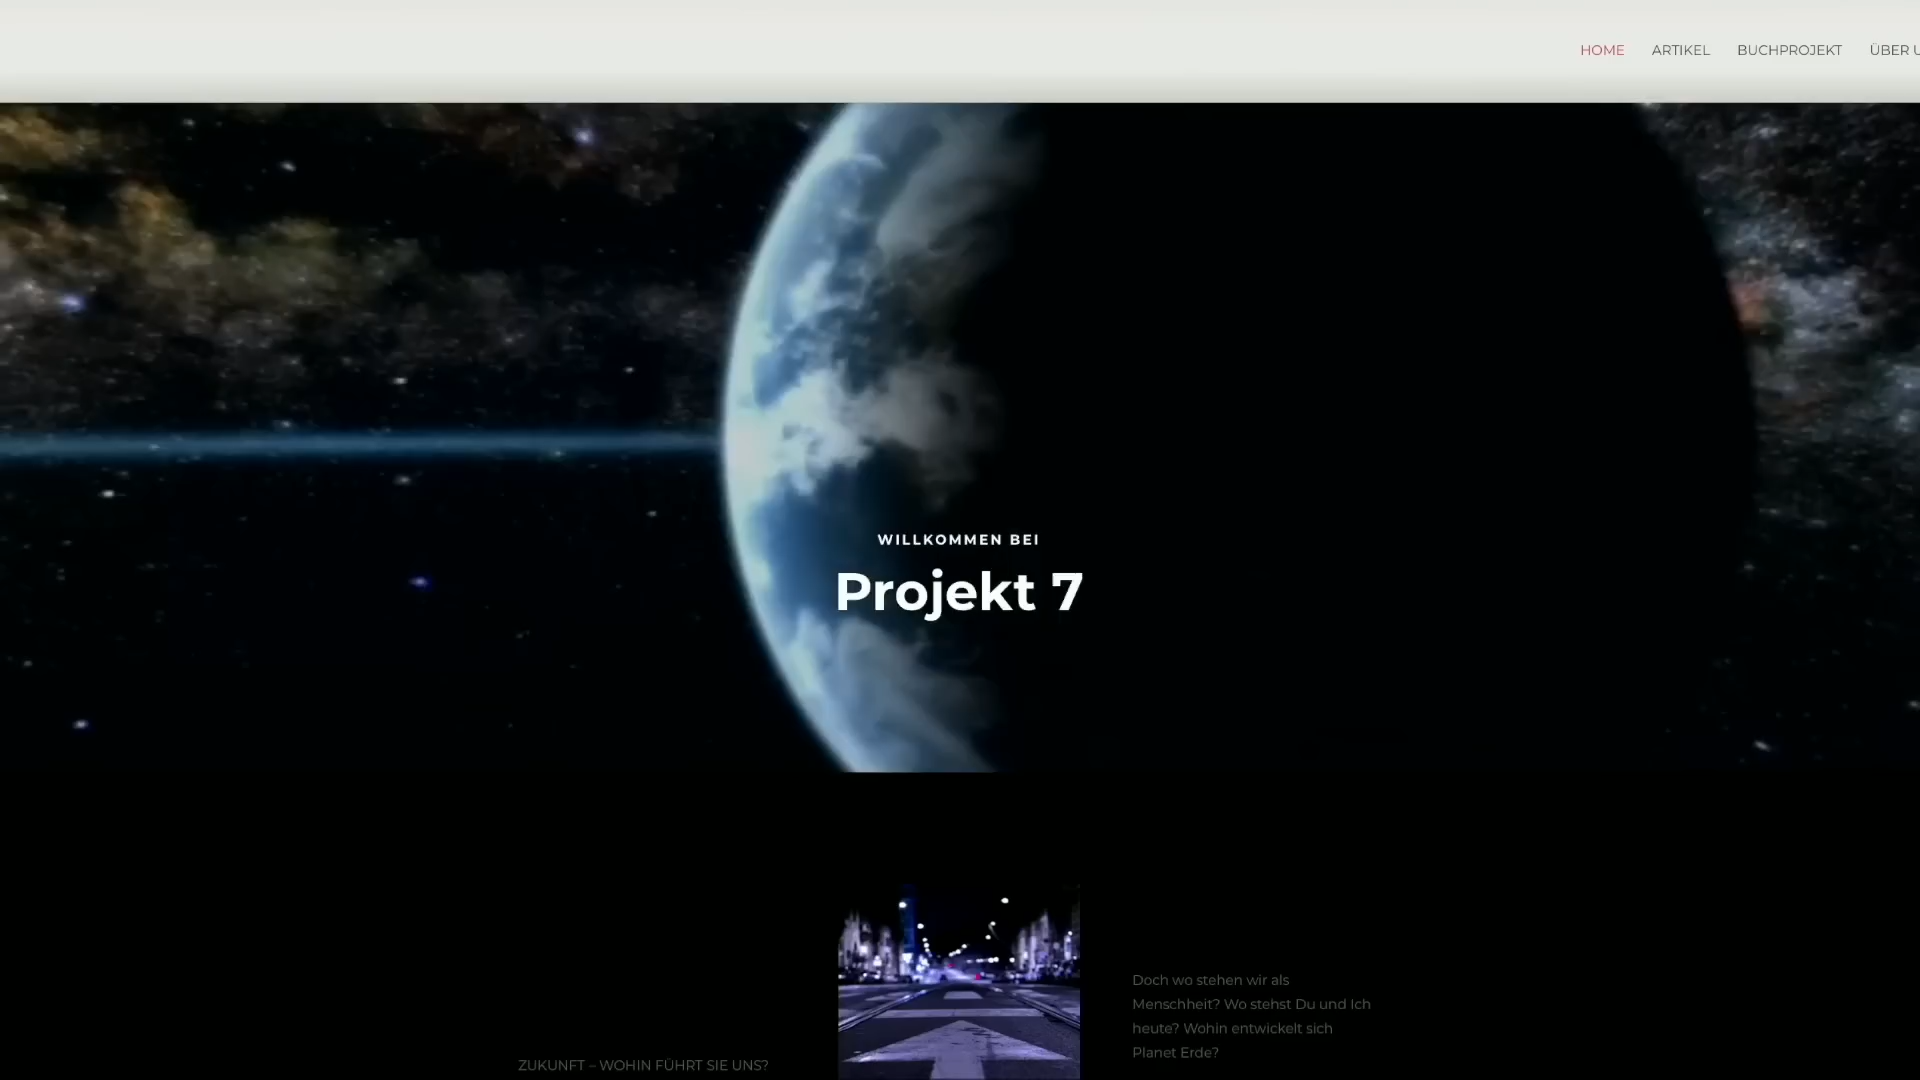 HOME ARTIKEL BUCHPROJEKT ÜBER
WILLKOMMEN BEI
Projekt 7
ZUKUNFT – WOHIN FÜHRT SIE UNS?
Doch wo stehen wir als
Menschheit? Wo stehst Du und Ich
heute? Wohin entwickelt sich
Planet Erde?